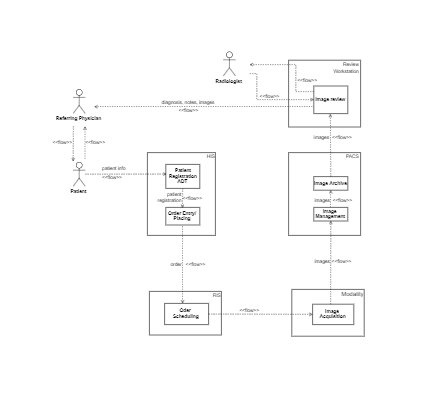 Radiologist
Review
Workstation
<<flow>>
Image review
<<flow>>
diagnosis, notes, images
<<flow>>
Referring Physician
<<flow>>
<<flow>>
images
<<flow>>
HIS
PACS
Patient
Registration
ADT
patient info
<<flow>>
Patient
Image Archive
patient
registration
<<flow>>
images
<<flow>>
Order Entry/
Placing
Image
Management
order
<<flow>>
images
<<flow>>
RIS
Modality
Oder
Scheduling
<<flow>>
Image
Acquisition